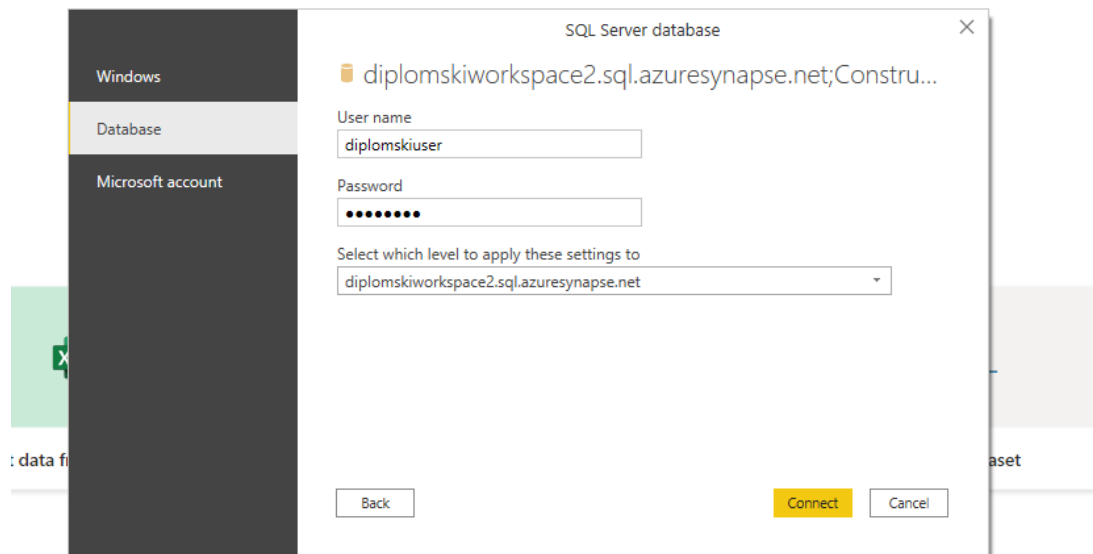 SQL Server database
Windows
Database
Microsoft account
diplomskiworkspace2.sql.azuresynapse.net;Constru...
User name
diplomskiuser
Password
••••••••
Select which level to apply these settings to
diplomskiworkspace2.sql.azuresynapse.net
Back
Connect
Cancel
t data f
aset